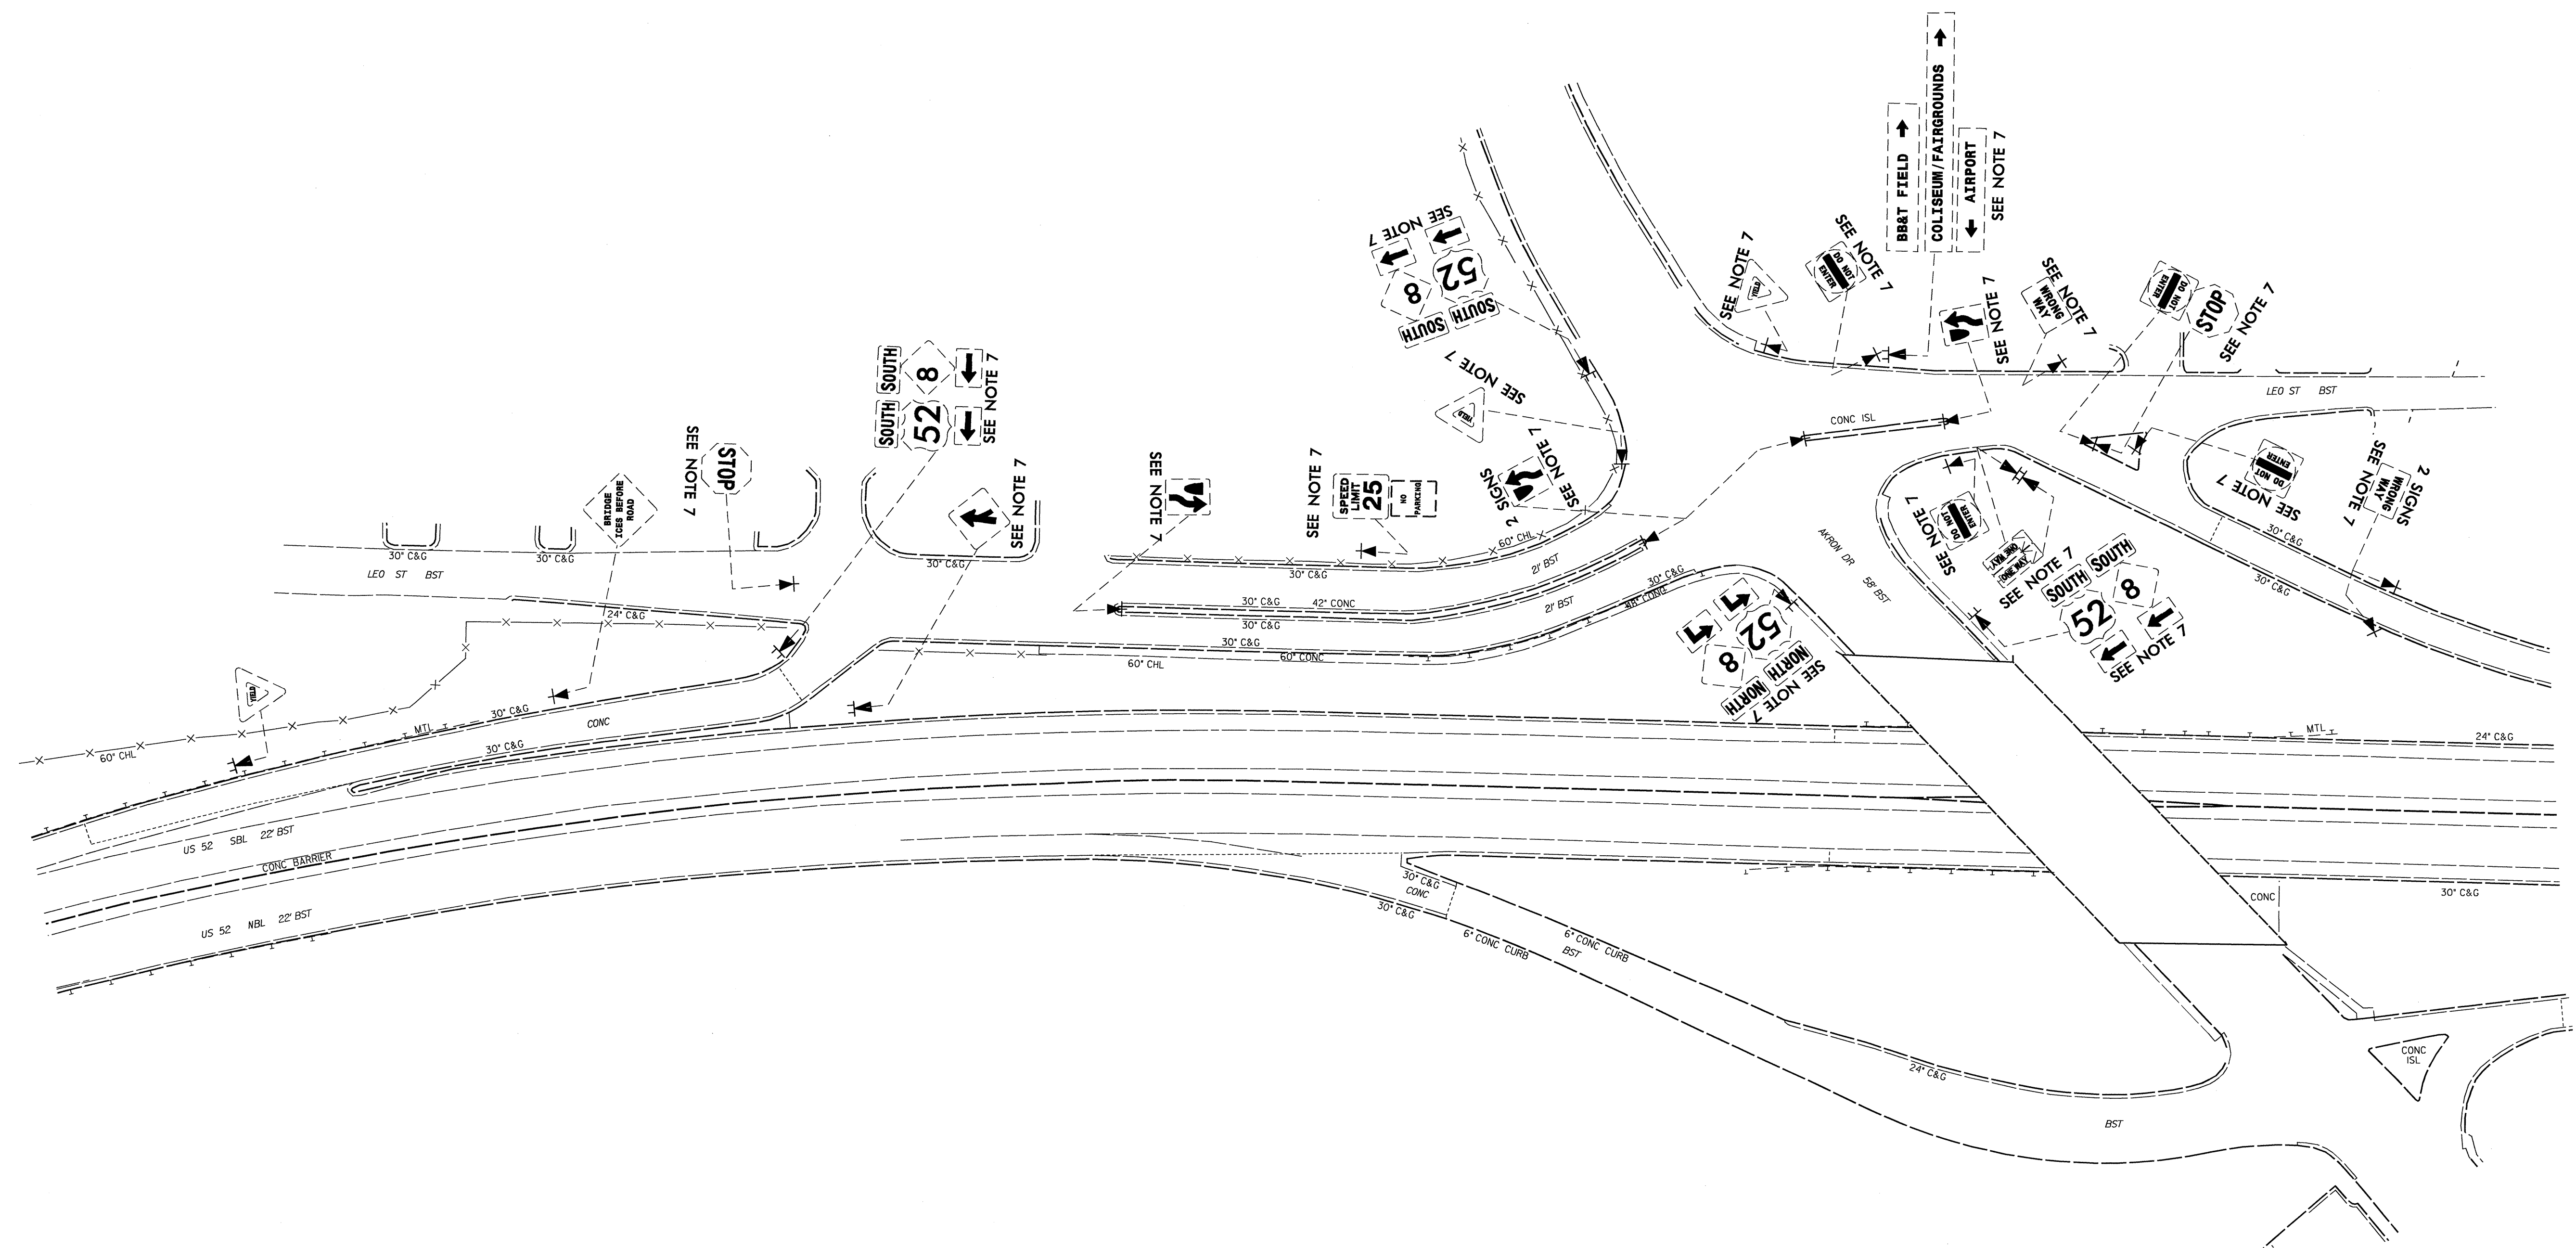 BB&T FIELD
COLISEUM/FAIRGROUNDS
AIRPORT
SEE NOTE 7
SEE NOTE 7
YIELD
SEE NOTE 7
DO NOT
ENTER
SEE NOTE 7
SEE NOTE 7
WRONG
WAY
DO NOT
ENTER
STOP
SEE NOTE 7
SEE NOTE 7
8
52
SOUTH
SOUTH
SEE NOTE 7
YIELD
SOUTH
8
SOUTH
52
SEE NOTE 7
SEE NOTE 7
STOP
BRIDGE
ICES BEFORE
ROAD
SEE NOTE 7
SEE NOTE 7
SEE NOTE 7
SPEED
LIMIT
25
NO
PARKING
2 SIGNS
SEE NOTE 7
LEO ST BST
CONC ISL
DO NOT
ENTER
SEE NOTE 7
2 SIGNS
WRONG
WAY
SEE NOTE 7
30" C&G
30" C&G
SEE NOTE 7
DO NOT
ENTER
ONE WAY
ONE WAY
SEE NOTE 7
SOUTH
SOUTH
8
52
SEE NOTE 7
AKRON DR 58' BST
30" C&G
30" C&G
LEO ST BST
24" C&G
30" C&G
30" C&G
60" CHL
21' BST
30" C&G
42" CONC
30" C&G
21' BST
30" C&G
48" CONC
30" C&G
60" CONC
60" CHL
52
8
NORTH
NORTH
SEE NOTE 7
YIELD
60" CHL
MTL
30" C&G
CONC
30" C&G
MTL
24" C&G
US 52 SBL 22' BST
CONC BARRIER
US 52 NBL 22' BST
30" C&G
CONC
30" C&G
CONC
30" C&G
6" CONC CURB
BST
6" CONC CURB
24" C&G
BST
CONC
ISL